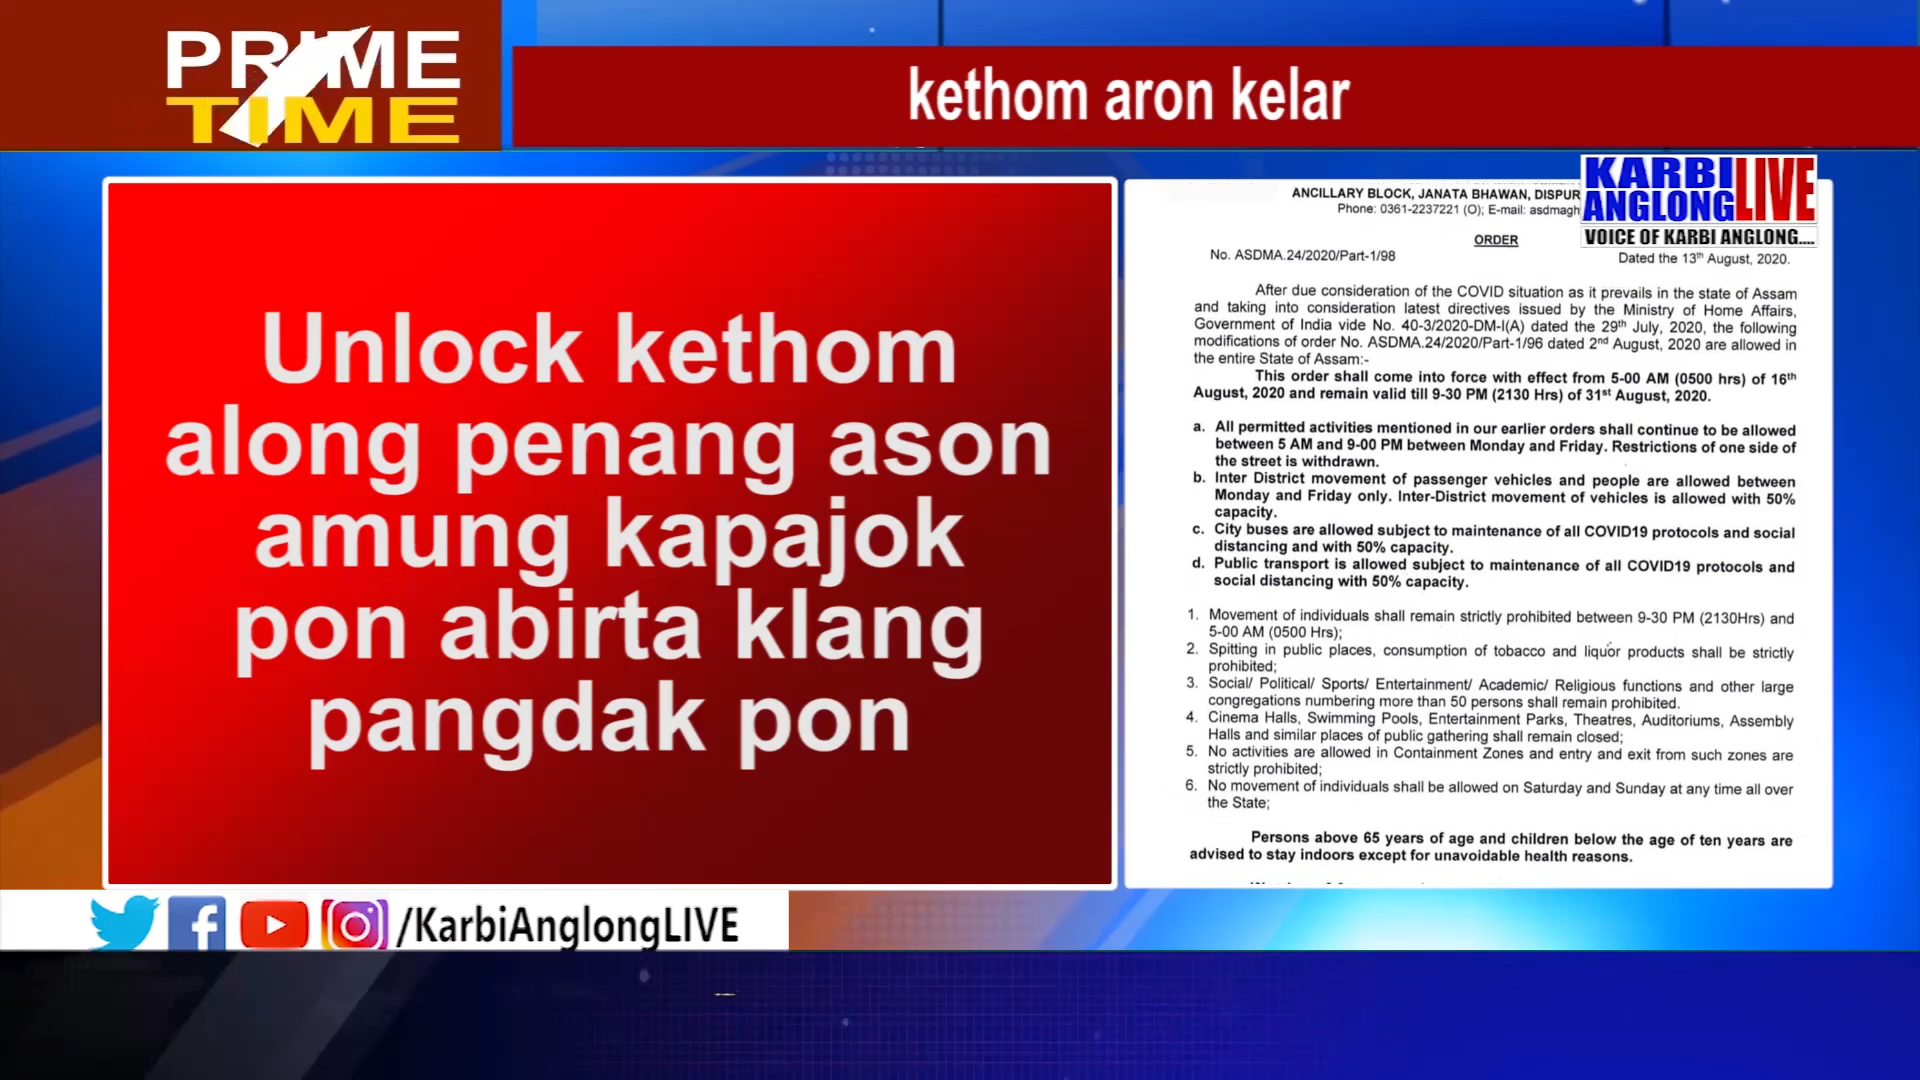 PRIME
TIME
kethom aron kelar
KARBI
ANGLONG
LIVE
VOICE OF KARBI ANGLONG....
Unlock kethom
along penang ason
amung kapajok
pon abirta klang
pangdak pon
ANCILLARY BLOCK, JANATA BHAWAN, DISPUR
Phone: 0361-2237221 (O); E-mail: asdmagh
ORDER
No. ASDMA.24/2020/Part-1/98
Dated the 13th August, 2020.
After due consideration of the COVID situation as it prevails in the state of Assam
and taking into consideration latest directives issued by the Ministry of Home Affairs,
Government of India vide No. 40-3/2020-DM-I(A) dated the 29th July, 2020, the following
modifications of order No. ASDMA.24/2020/Part-1/96 dated 2nd August, 2020 are allowed in
the entire State of Assam:-
This order shall come into force with effect from 5-00 AM (0500 hrs) of 16th
August, 2020 and remain valid till 9-30 PM (2130 Hrs) of 31st August, 2020.
a. All permitted activities mentioned in our earlier orders shall continue to be allowed
between 5 AM and 9-00 PM between Monday and Friday. Restrictions of one side of
the street is withdrawn.
b. Inter District movement of passenger vehicles and people are allowed between
Monday and Friday only. Inter-District movement of vehicles is allowed with 50%
capacity.
c. City buses are allowed subject to maintenance of all COVID19 protocols and social
distancing and with 50% capacity.
d. Public transport is allowed subject to maintenance of all COVID19 protocols and
social distancing with 50% capacity.
1. Movement of individuals shall remain strictly prohibited between 9-30 PM (2130Hrs) and
5-00 AM (0500 Hrs);
2. Spitting in public places, consumption of tobacco and liquor products shall be strictly
prohibited;
3. Social/ Political/ Sports/ Entertainment/ Academic/ Religious functions and other large
congregations numbering more than 50 persons shall remain prohibited.
4. Cinema Halls, Swimming Pools, Entertainment Parks, Theatres, Auditoriums, Assembly
Halls and similar places of public gathering shall remain closed;
5. No activities are allowed in Containment Zones and entry and exit from such zones are
strictly prohibited;
6. No movement of individuals shall be allowed on Saturday and Sunday at any time all over
the State;
Persons above 65 years of age and children below the age of ten years are
advised to stay indoors except for unavoidable health reasons.
/KarbiAnglongLIVE